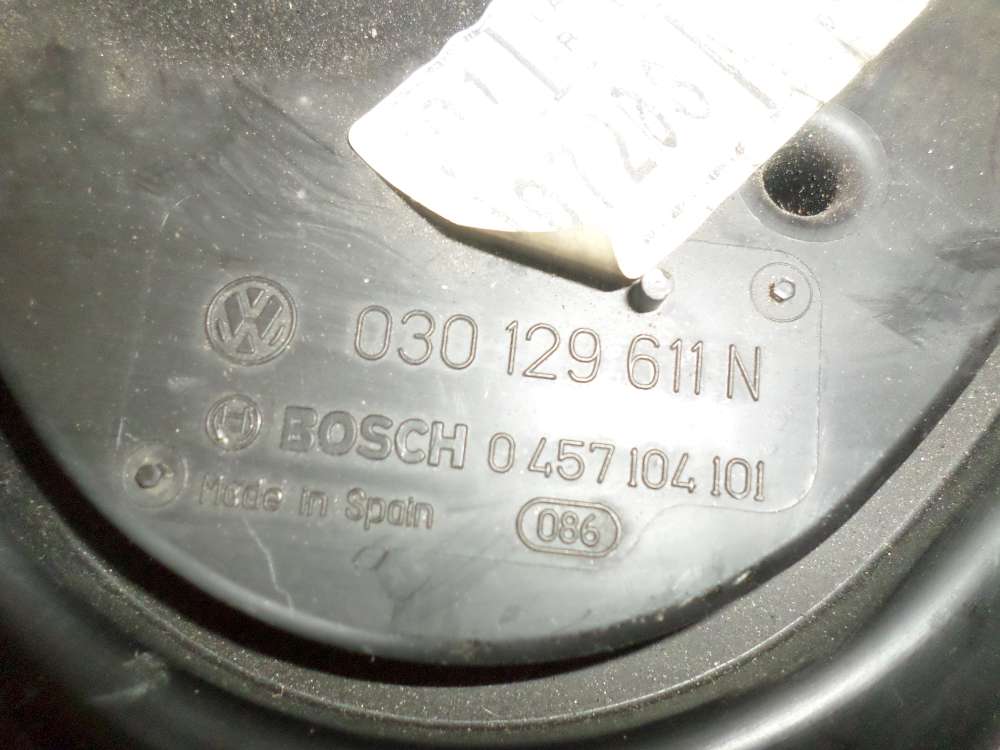 030 129 611 N
BOSCH 0 457 104 101
Made in Spain
086